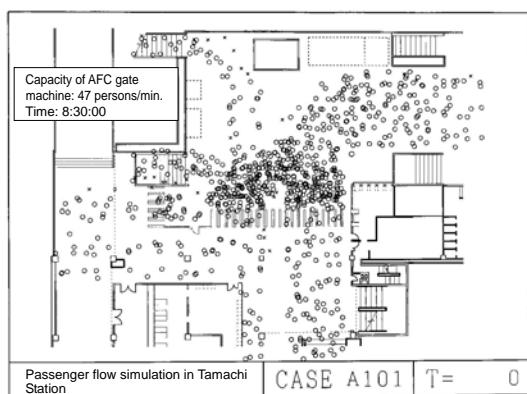 Capacity of AFC gate
machine: 47 persons/min.
Time: 8:30:00
Passenger flow simulation in Tamachi
Station
CASE A101
T= 0